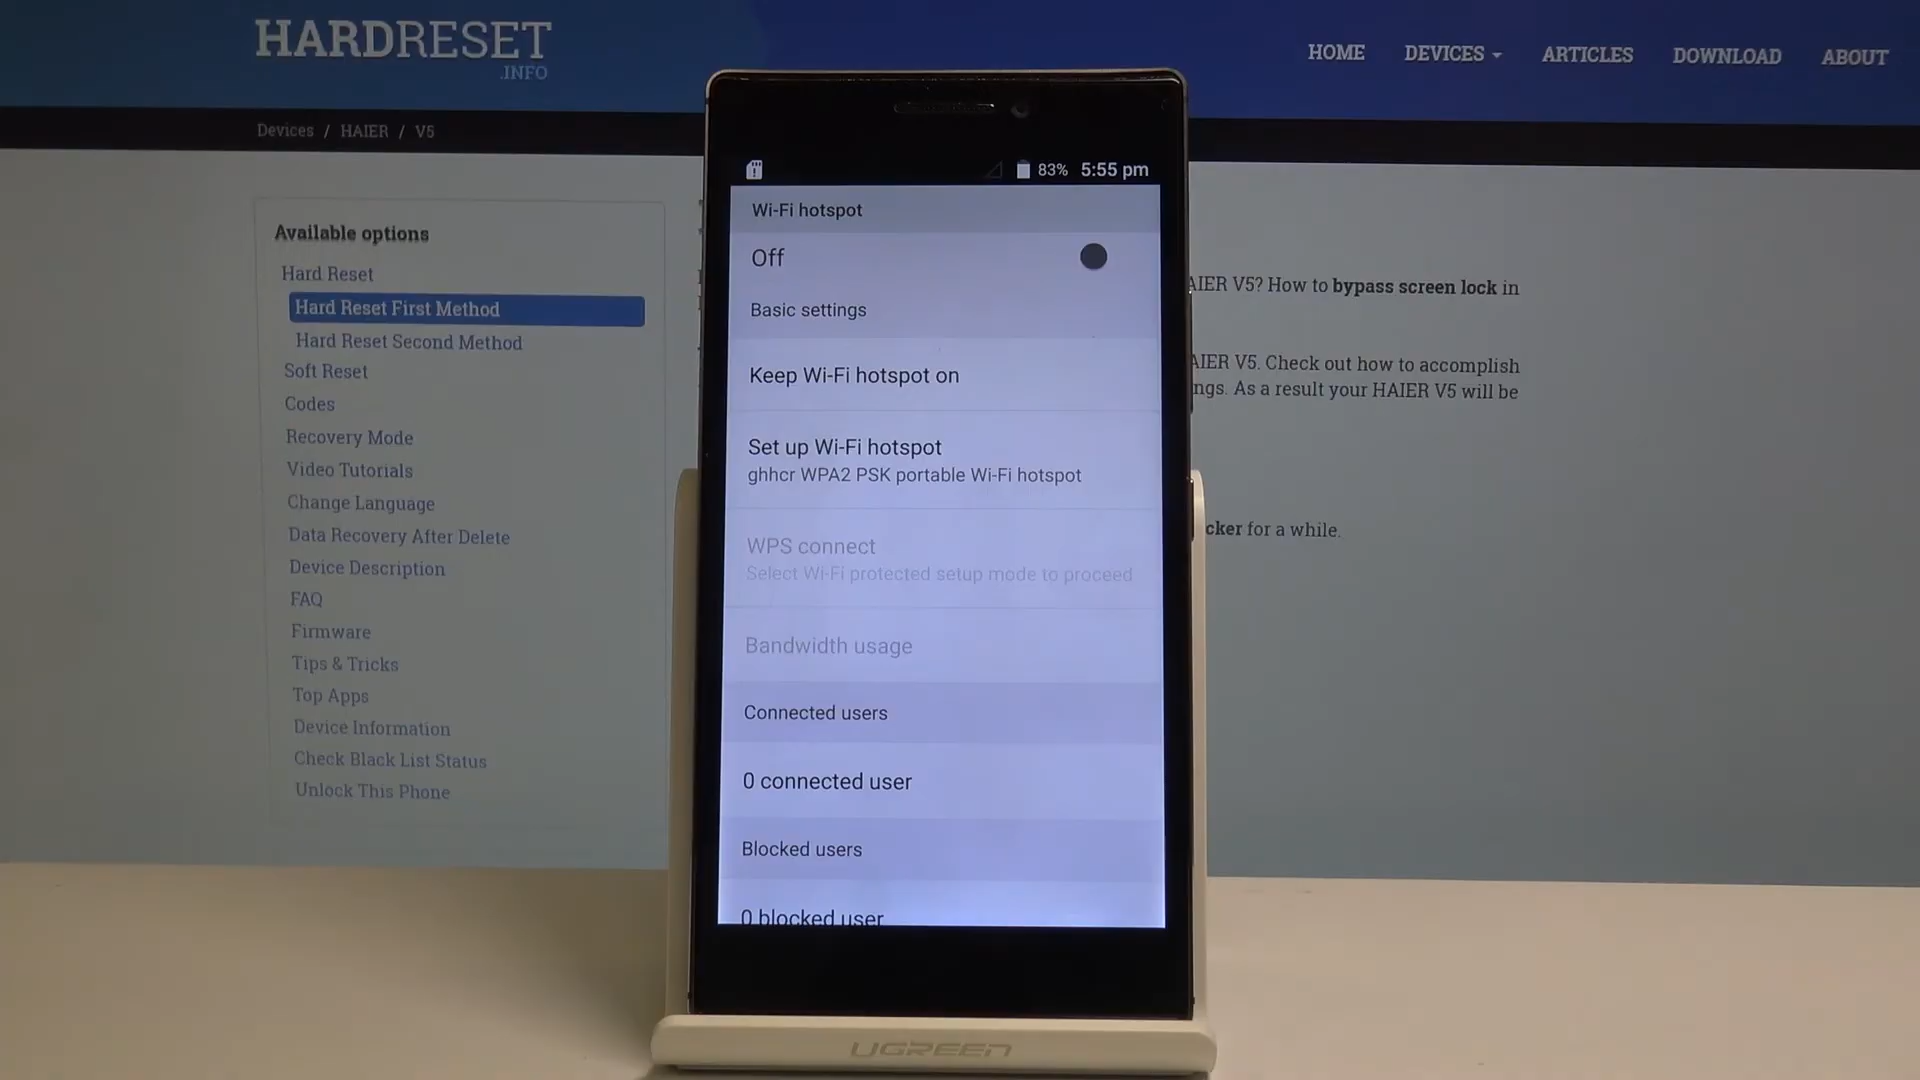 HARDRESET
.INFO
HOME
DEVICES
ARTICLES
DOWNLOAD
ABOUT
Devices / HAIER / V5
Available options
Hard Reset
Hard Reset First Method
Hard Reset Second Method
Soft Reset
Codes
Recovery Mode
Video Tutorials
Change Language
Data Recovery After Delete
Device Description
FAQ
Firmware
Tips & Tricks
Top Apps
Device Information
Check Black List Status
Unlock This Phone
83% 5:55 pm
Wi-Fi hotspot
Off
Basic settings
Keep Wi-Fi hotspot on
Set up Wi-Fi hotspot
ghhcr WPA2 PSK portable Wi-Fi hotspot
WPS connect
Select Wi-Fi protected setup mode to proceed
Bandwidth usage
Connected users
0 connected user
Blocked users
0 blocked user
AIER V5? How to bypass screen lock in
AIER V5. Check out how to accomplish
ngs. As a result your HAIER V5 will be
cker for a while.
UGREEN